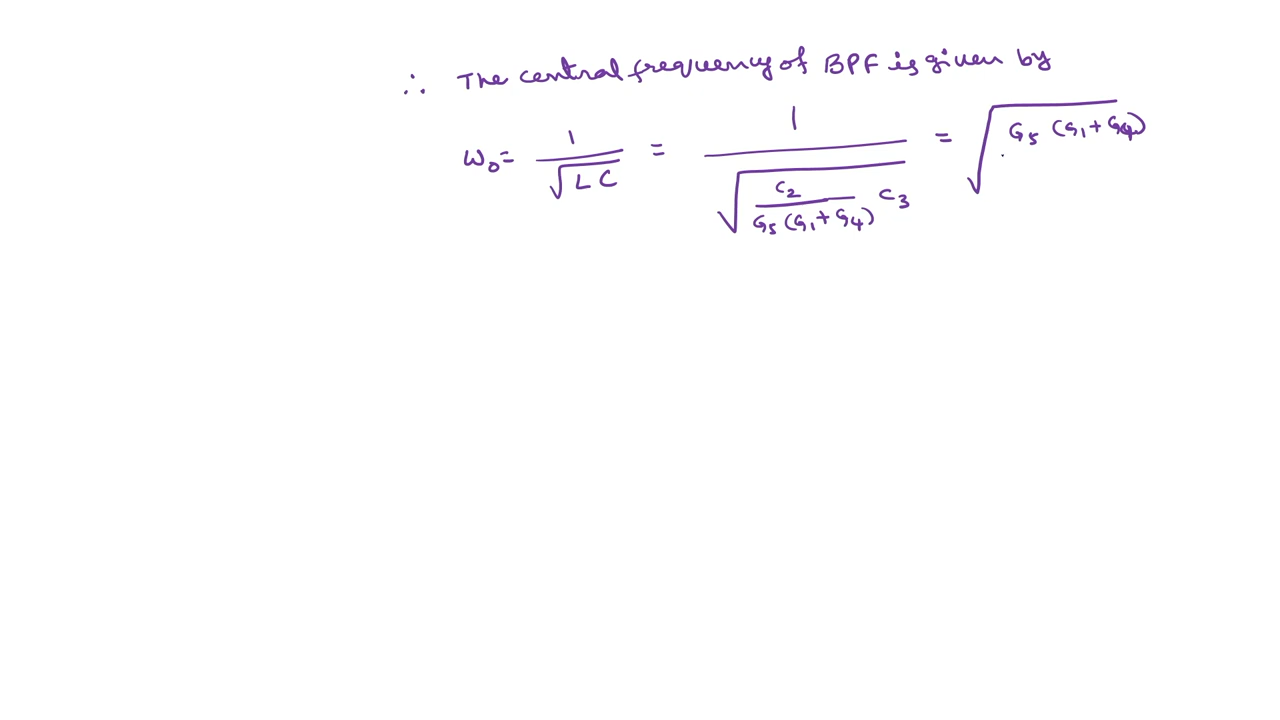 ∴ The central frequency of BPF is given by
ω₀ = 1/√(LC) = 1/√((C₂/(G₅(G₁+G₄))) C₃) = √(G₅ (G₁+G₄))